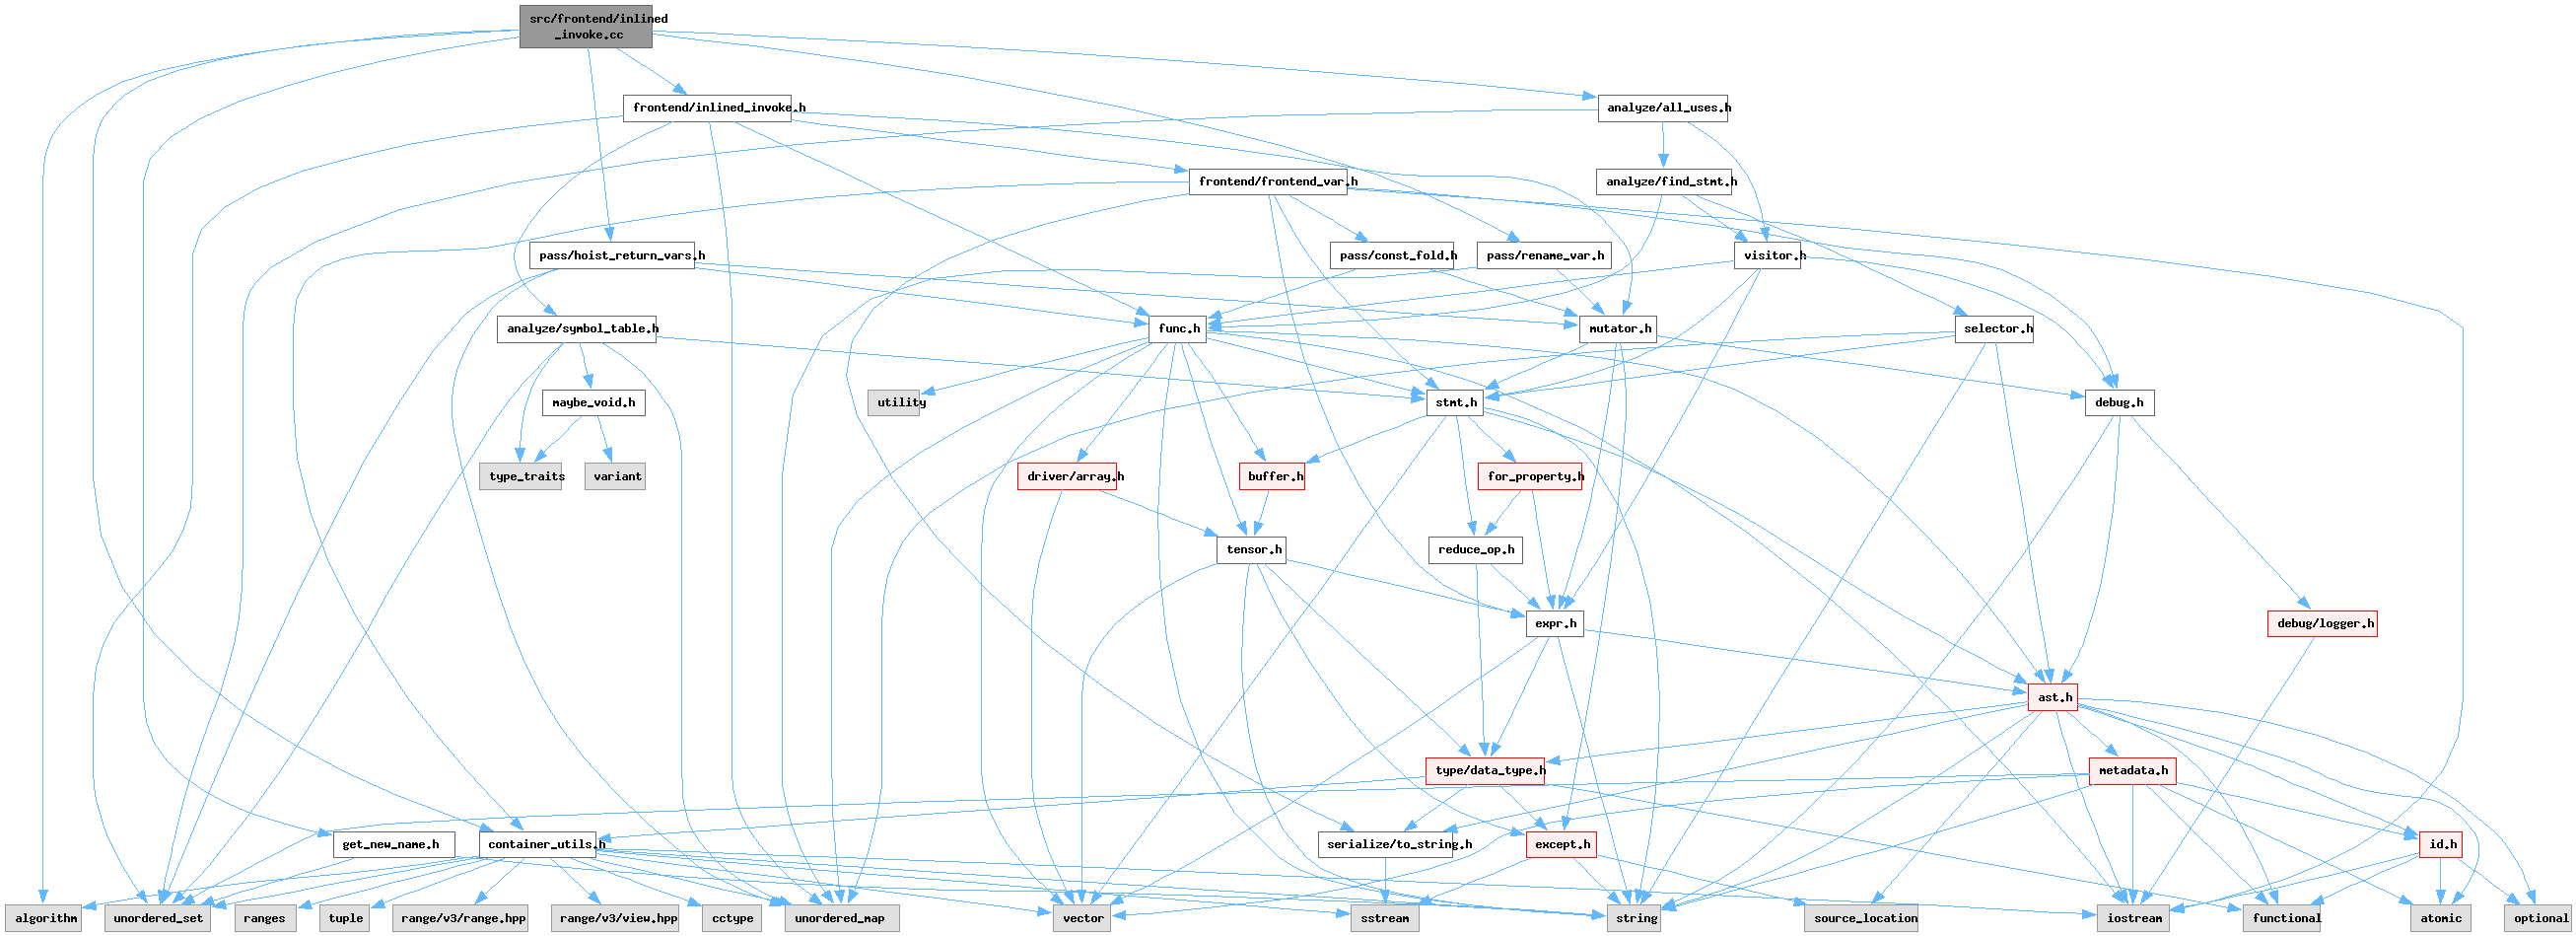 src/frontend/inlined
_invoke.cc
frontend/inlined_invoke.h
analyze/all_uses.h
frontend/frontend_var.h
analyze/find_stmt.h
pass/hoist_return_vars.h
pass/const_fold.h
pass/rename_var.h
visitor.h
analyze/symbol_table.h
func.h
mutator.h
selector.h
utility
maybe_void.h
stmt.h
debug.h
type_traits
variant
driver/array.h
buffer.h
for_property.h
tensor.h
reduce_op.h
expr.h
debug/logger.h
ast.h
type/data_type.h
metadata.h
get_new_name.h
container_utils.h
serialize/to_string.h
except.h
id.h
algorithm
unordered_set
ranges
tuple
range/v3/range.hpp
range/v3/view.hpp
cctype
unordered_map
vector
sstream
string
source_location
iostream
functional
atomic
optional